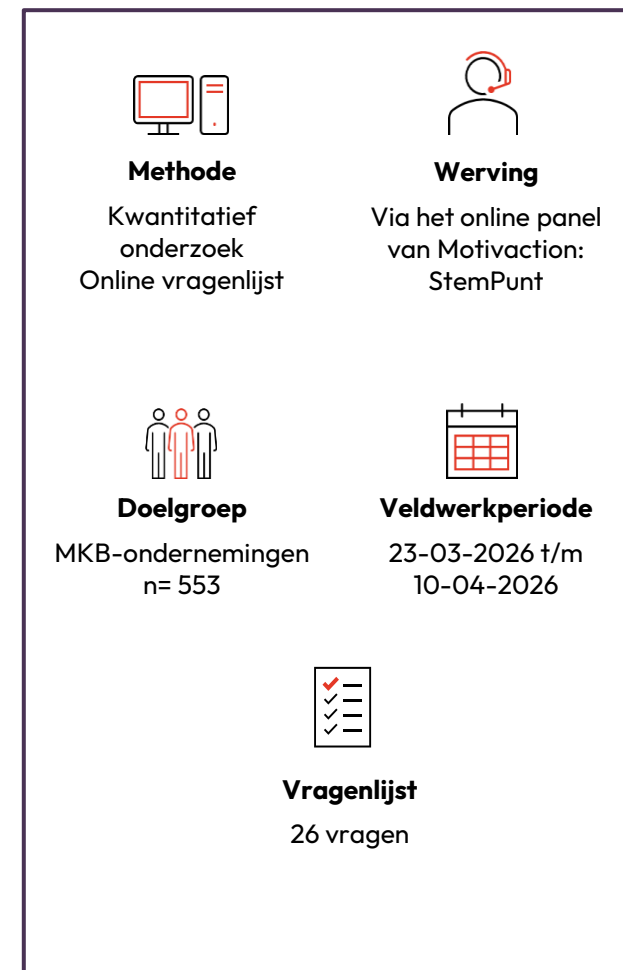 Methode
Kwantitatief
onderzoek
Online vragenlijst
Werving
Via het online panel
van Motivaction:
StemPunt
Doelgroep
MKB-ondernemingen
n= 553
Veldwerkperiode
23-03-2026 t/m
10-04-2026
Vragenlijst
26 vragen